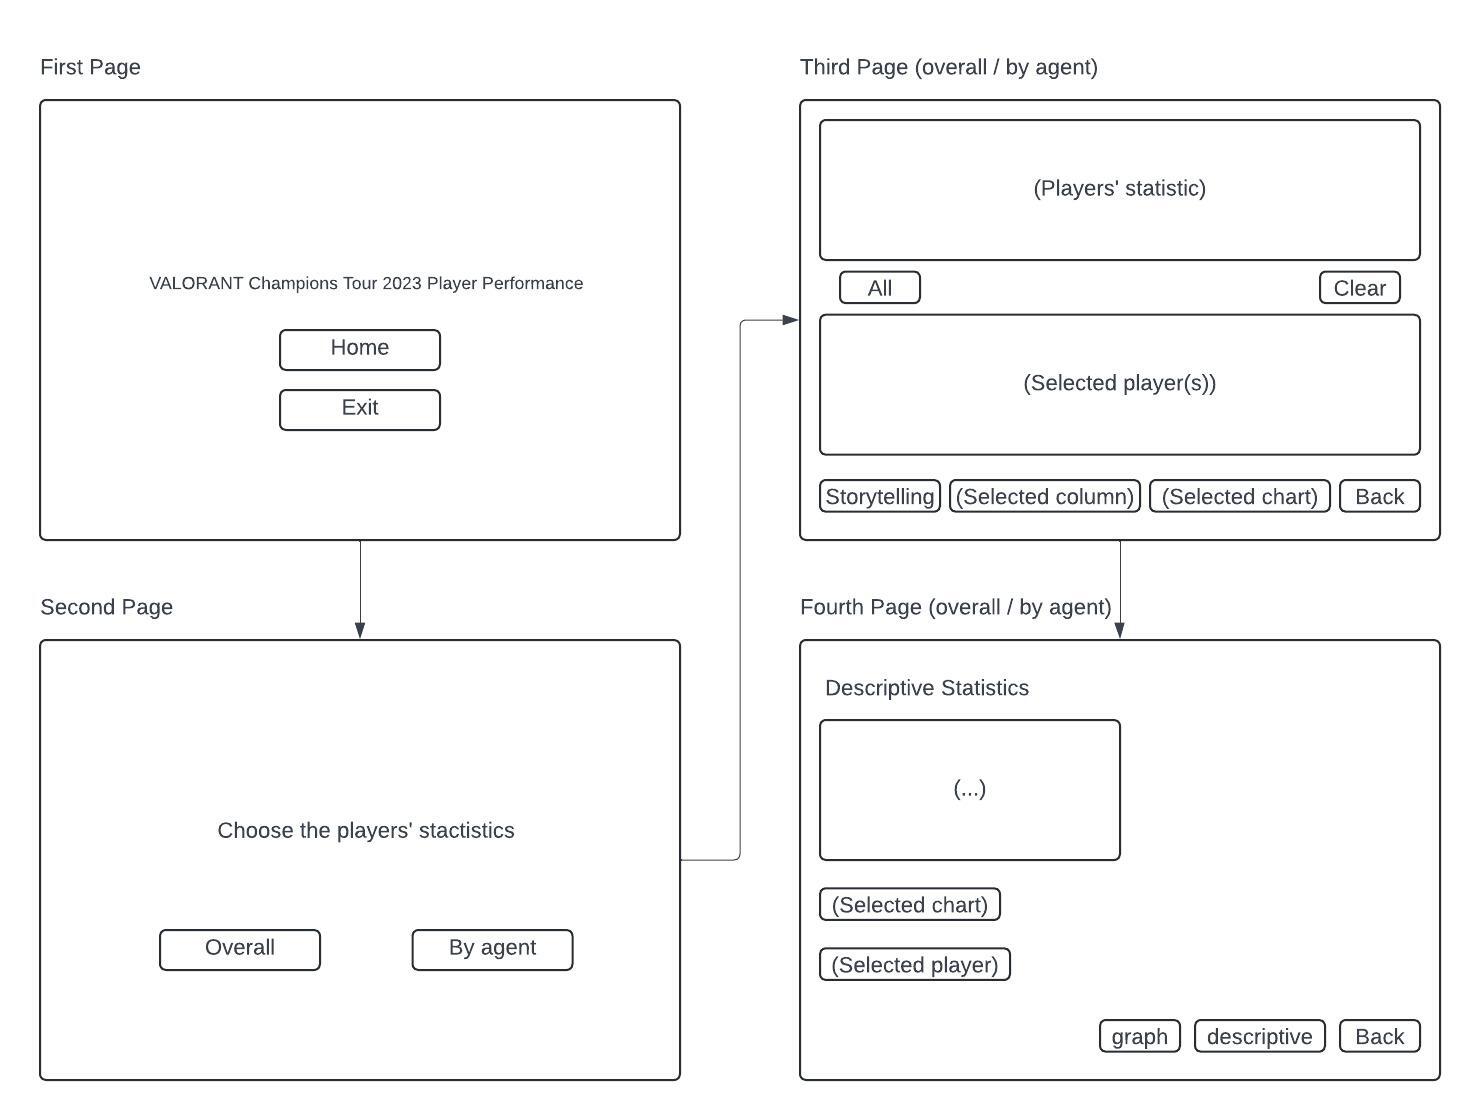 First Page
VALORANT Champions Tour 2023 Player Performance
Home
Exit
Second Page
Choose the players' stactistics
Overall
By agent
Third Page (overall / by agent)
(Players' statistic)
All
Clear
(Selected player(s))
Storytelling
(Selected column)
(Selected chart)
Back
Fourth Page (overall / by agent)
Descriptive Statistics
(...)
(Selected chart)
(Selected player)
graph
descriptive
Back